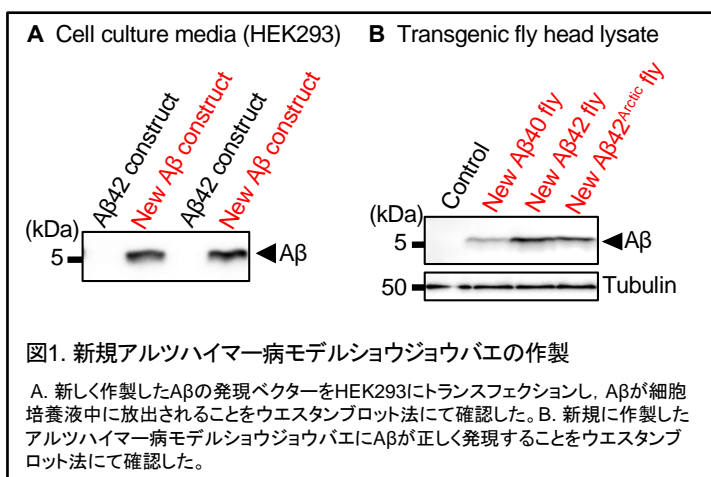 A Cell culture media (HEK293)
Aβ42 construct
New Aβ construct
Aβ42 construct
New Aβ construct
(kDa)
5
Aβ
B Transgenic fly head lysate
Control
New Aβ40 fly
New Aβ42 fly
New Aβ42Arctic fly
(kDa)
5
Aβ
50
Tubulin
図1. 新規アルツハイマー病モデルショウジョウバエの作製
A. 新しく作製したAβの発現ベクターをHEK293にトランスフェクションし, Aβが細胞
培養液中に放出されることをウエスタンブロット法にて確認した。B. 新規に作製した
アルツハイマー病モデルショウジョウバエにAβが正しく発現することをウエスタンブ
ロット法にて確認した。